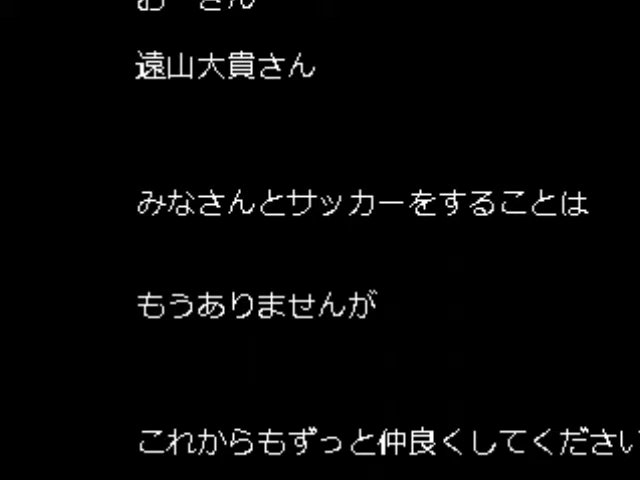 遠山大貴さん
みなさんとサッカーをすることは
もうありませんが
これからもずっと仲良くしてください